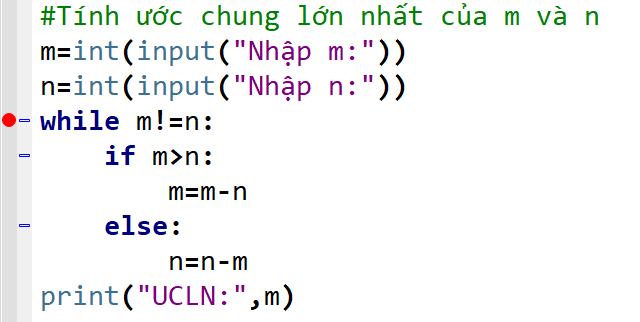 #Tính ước chung lớn nhất của m và n
m=int(input("Nhập m:"))
n=int(input("Nhập n:"))
while m!=n:
    if m>n:
        m=m-n
    else:
        n=n-m
print("UCLN:",m)